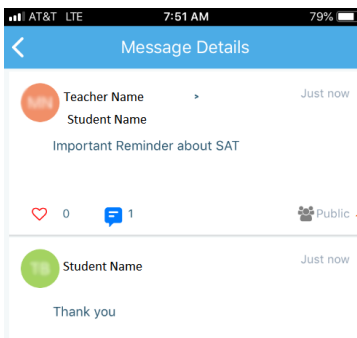 AT&T LTE 7:51 AM 79%
Message Details
Teacher Name > Just now
Student Name
Important Reminder about SAT
0 1 Public
Student Name Just now
Thank you